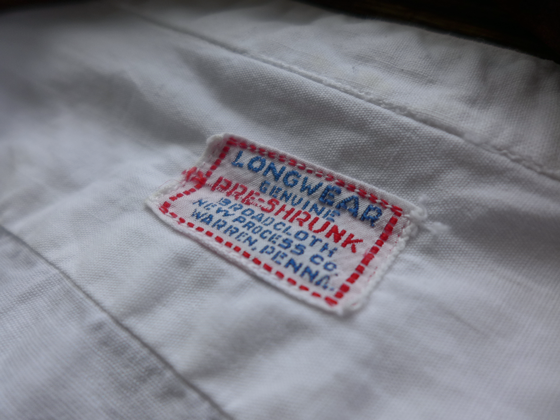 LONGWEAR
GENUINE
PRE-SHRUNK
BROADCLOTH
NEW PROCESS CO.
WARREN, PENNA.